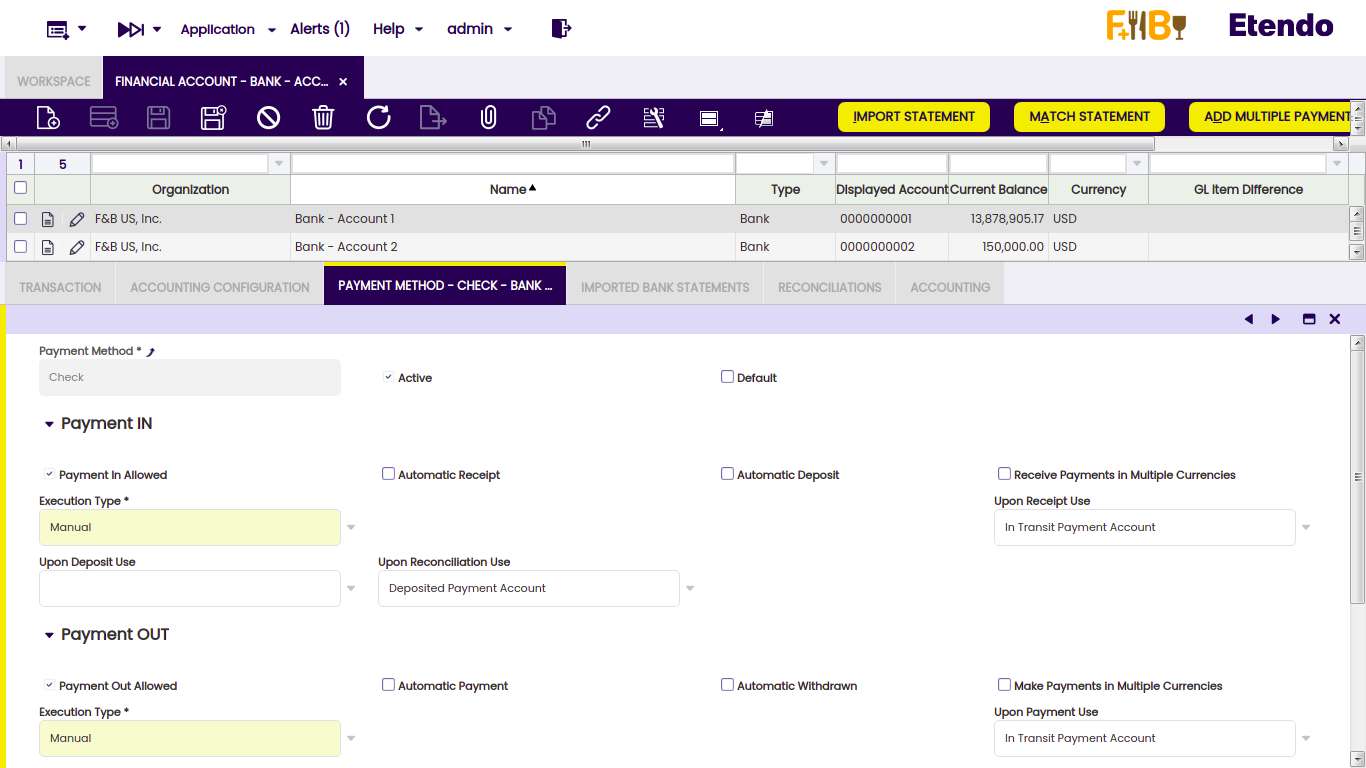 Application Alerts (1) Help admin F+B Etendo
WORKSPACE FINANCIAL ACCOUNT - BANK - ACC...
IMPORT STATEMENT MATCH STATEMENT ADD MULTIPLE PAYMENT
1 5
Organization Name Type Displayed Account Current Balance Currency GL Item Difference
F&B US, Inc. Bank - Account 1 Bank 0000000001 13,878,905.17 USD
F&B US, Inc. Bank - Account 2 Bank 0000000002 150,000.00 USD
TRANSACTION ACCOUNTING CONFIGURATION PAYMENT METHOD - CHECK - BANK ... IMPORTED BANK STATEMENTS RECONCILIATIONS ACCOUNTING
Payment Method *
Check Active Default
Payment IN
Payment In Allowed Automatic Receipt Automatic Deposit Receive Payments in Multiple Currencies
Execution Type * Upon Receipt Use
Manual In Transit Payment Account
Upon Deposit Use Upon Reconciliation Use
Deposited Payment Account
Payment OUT
Payment Out Allowed Automatic Payment Automatic Withdrawn Make Payments in Multiple Currencies
Execution Type * Upon Payment Use
Manual In Transit Payment Account